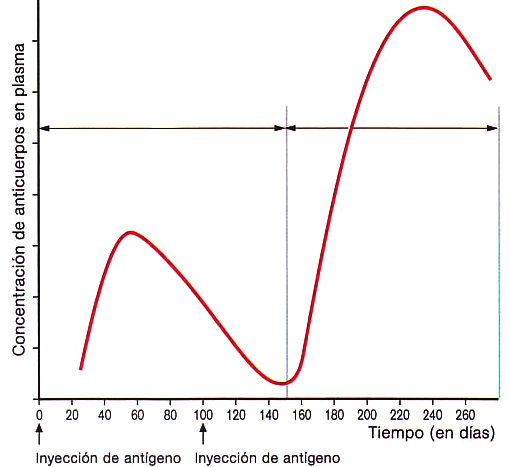 Concentración de anticuerpos en plasma
0 20 40 60 80 100 120 140 160 180 200 220 240 260
Tiempo (en días)
Inyección de antígeno Inyección de antígeno